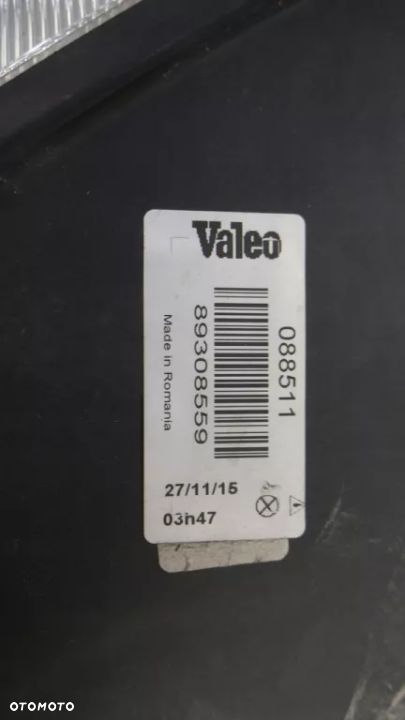 Valeo
088511
89308559
Made in Romania
27/11/15
03h47
OTOMOTO